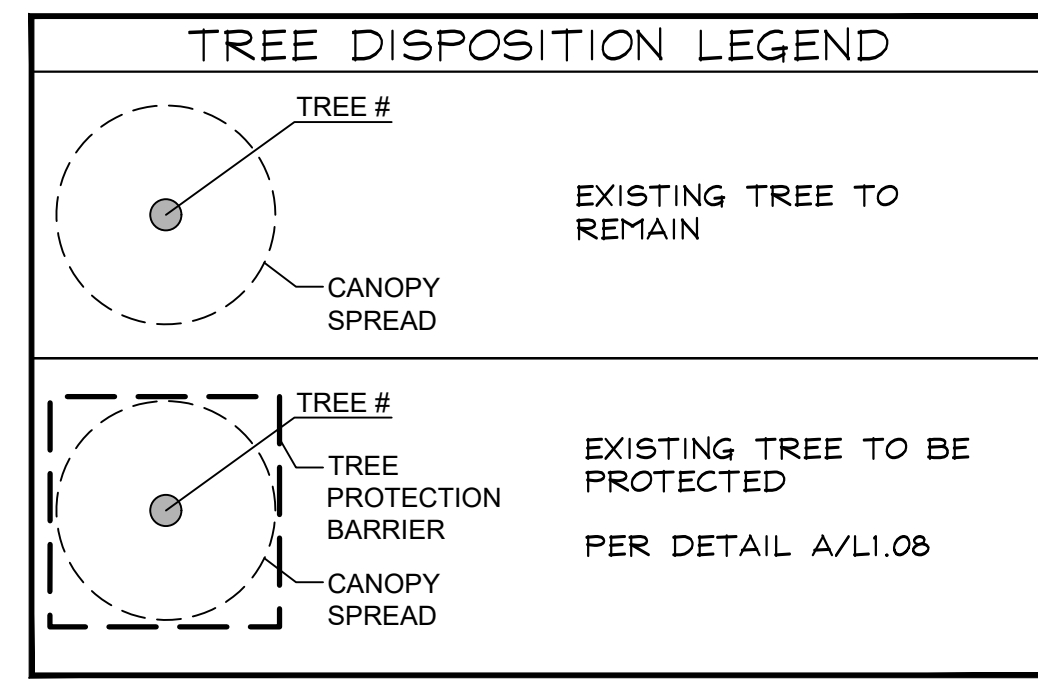 TREE DISPOSITION LEGEND
TREE #
EXISTING TREE TO
REMAIN
CANOPY
SPREAD
TREE #
TREE
PROTECTION
BARRIER
CANOPY
SPREAD
EXISTING TREE TO BE
PROTECTED
PER DETAIL A/L1.08